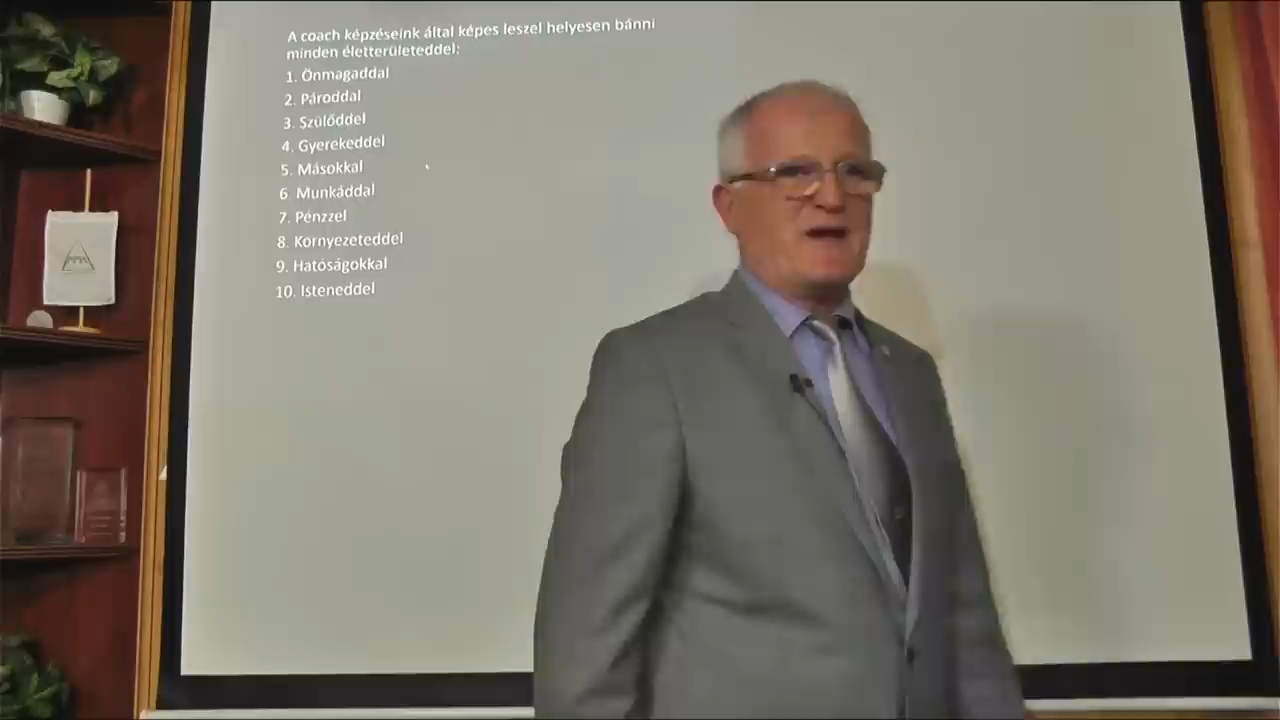 A coach képzéseink által képes leszel helyesen bánni
minden életterületeddel:
1. Önmagaddal
2. Pároddal
3. Szülőddel
4. Gyerekeddel
5. Másokkal
6. Munkáddal
7. Pénzzel
8. Környezeteddel
9. Hatóságokkal
10. Isteneddel